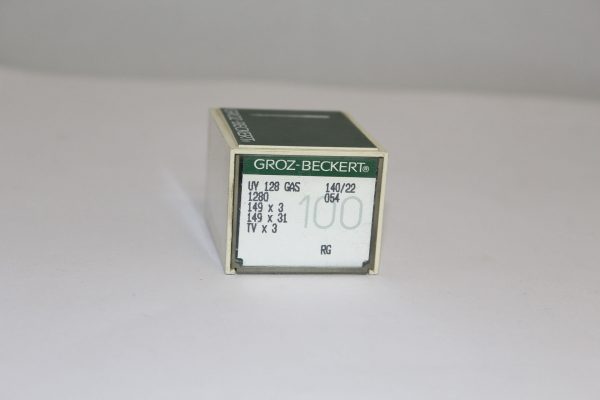 GROZ-BECKERT®
UY 128 GAS 140/22
1280 054
149 x 3
149 x 31
TV x 3
100
RG